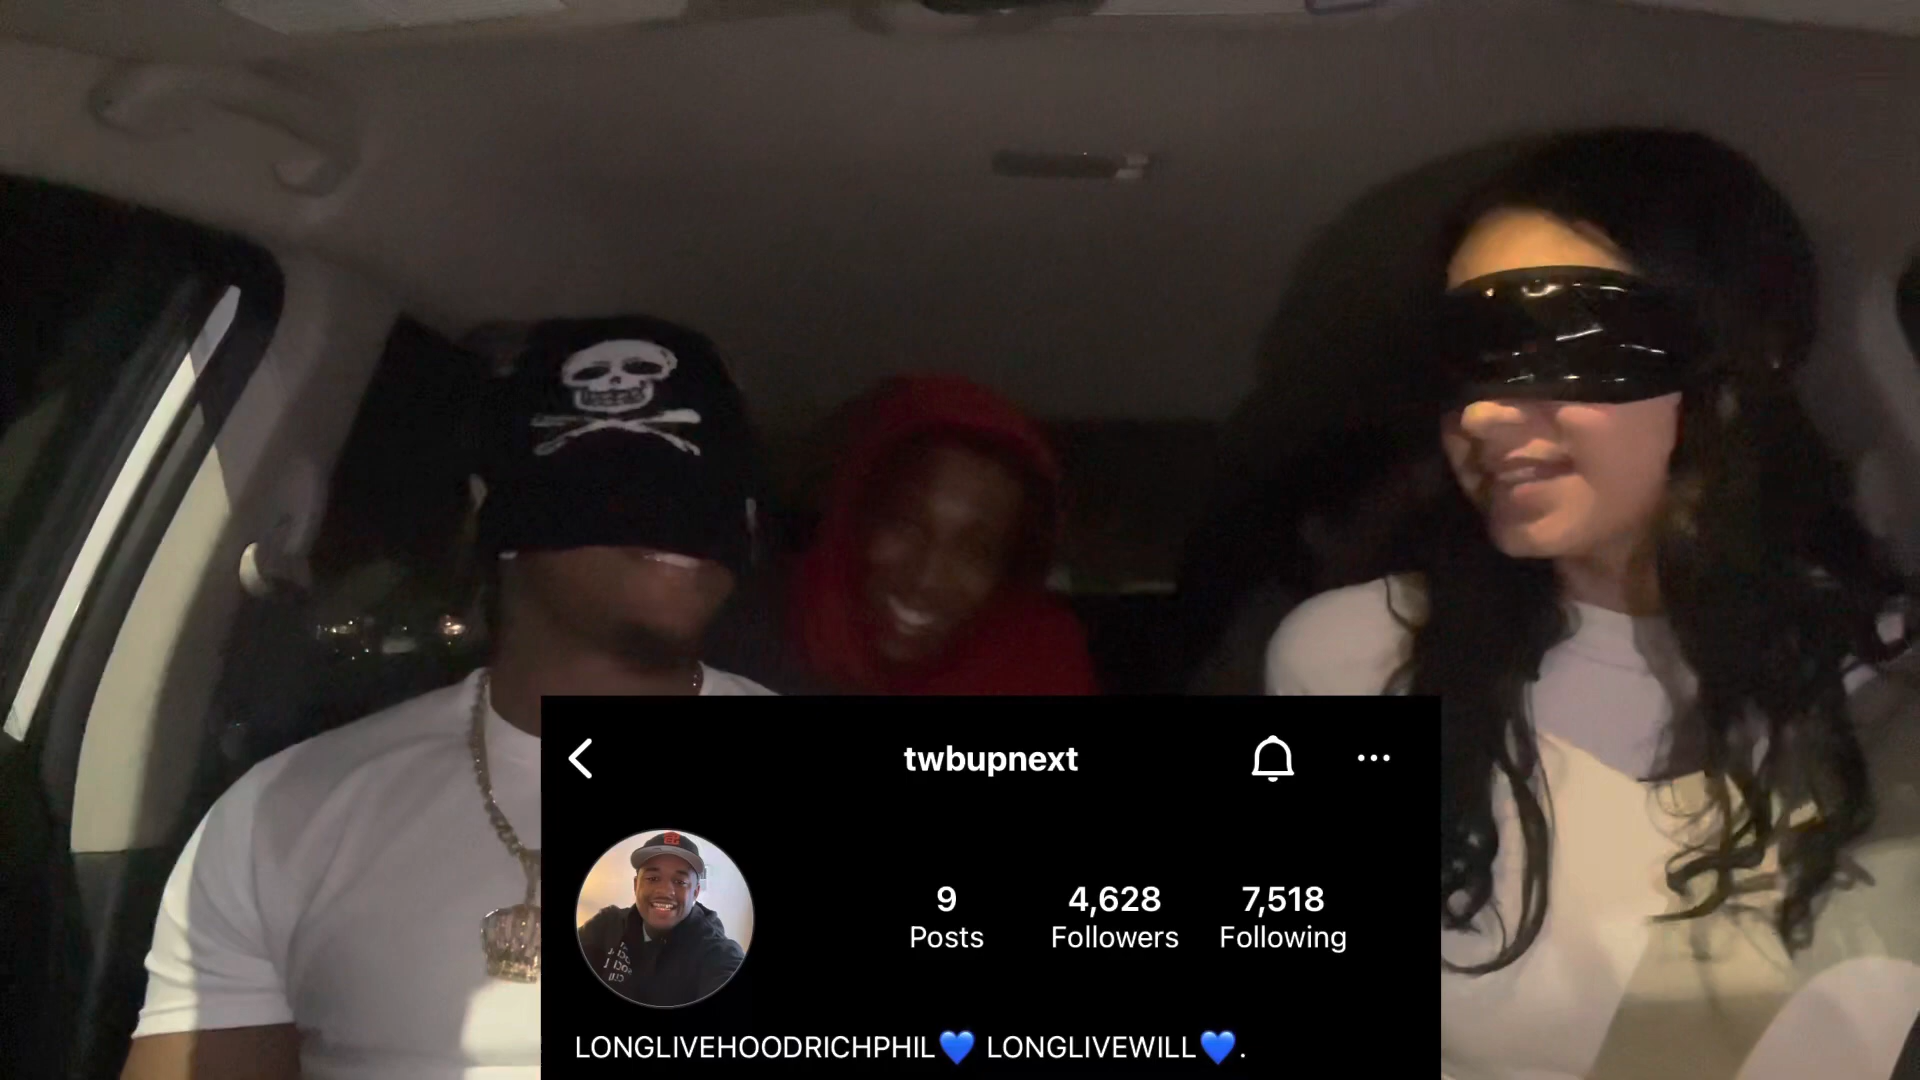 twbupnext
9 4,628 7,518
Posts Followers Following
LONGLIVEHOODRICHPHIL💙 LONGLIVEWILL💙.